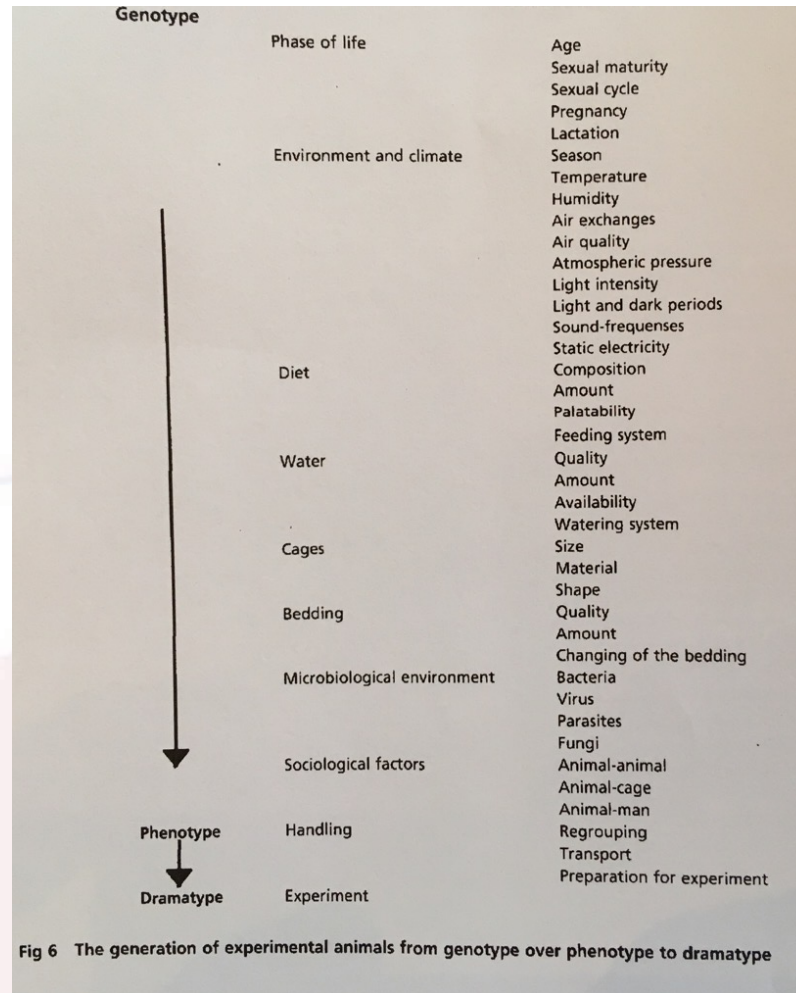 Genotype
Phase of life Age
Sexual maturity
Sexual cycle
Pregnancy
Lactation
Environment and climate Season
Temperature
Humidity
Air exchanges
Air quality
Atmospheric pressure
Light intensity
Light and dark periods
Sound-frequenses
Static electricity
Diet Composition
Amount
Palatability
Feeding system
Water Quality
Amount
Availability
Watering system
Cages Size
Material
Shape
Bedding Quality
Amount
Changing of the bedding
Microbiological environment Bacteria
Virus
Parasites
Fungi
Sociological factors Animal-animal
Animal-cage
Animal-man
Phenotype Handling Regrouping
Transport
Preparation for experiment
Dramatype Experiment
Fig 6 The generation of experimental animals from genotype over phenotype to dramatype